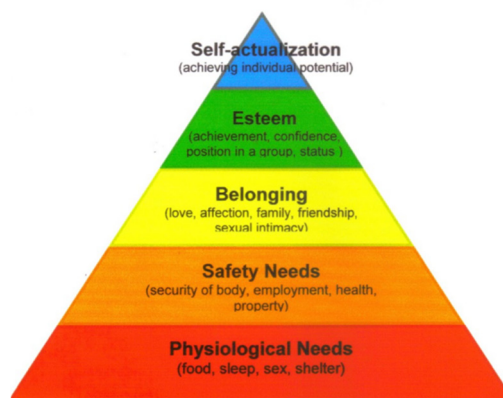 Self-actualization
(achieving individual potential)
Esteem
(achievement, confidence,
position in a group, status )
Belonging
(love, affection, family, friendship,
sexual intimacy)
Safety Needs
(security of body, employment, health,
property)
Physiological Needs
(food, sleep, sex, shelter)